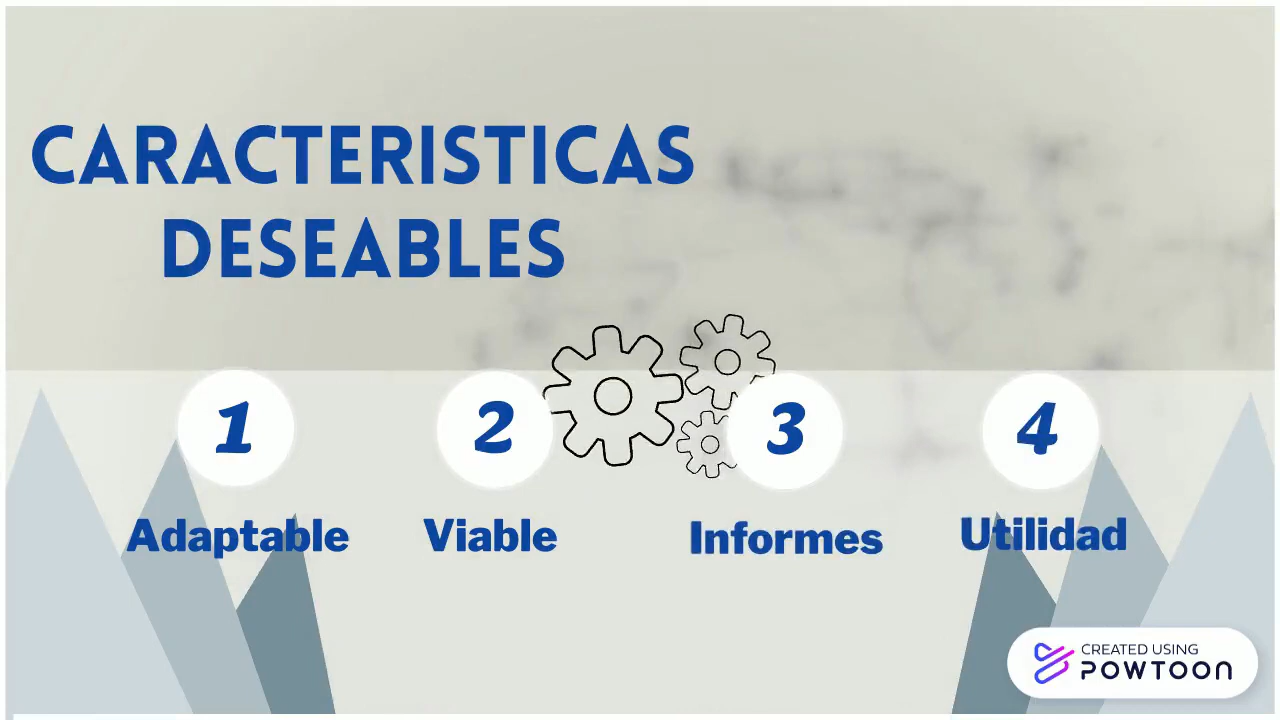 CARACTERISTICAS
DESEABLES
1
2
3
4
Adaptable
Viable
Informes
Utilidad
CREATED USING
POWTOON